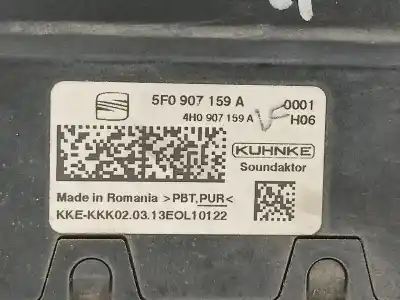 5F0 907 159 A 0001
4H0 907 159 A H06
KUHNKE
Soundaktor
Made in Romania >PBT,PUR<
KKE-KKK02.03.13EOL10122